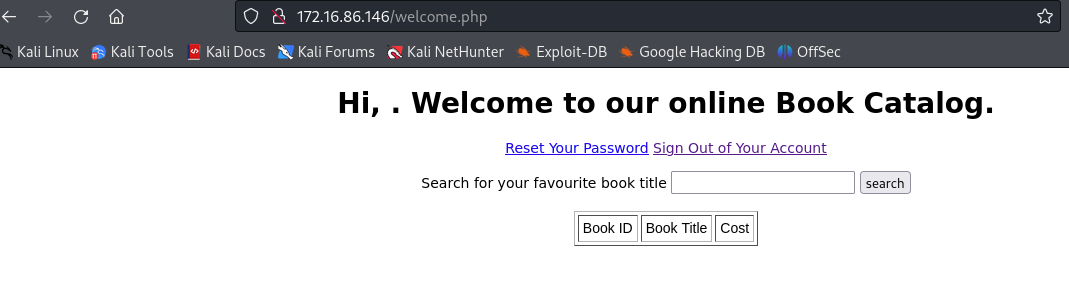 172.16.86.146/welcome.php
Kali Linux Kali Tools Kali Docs Kali Forums Kali NetHunter Exploit-DB Google Hacking DB OffSec
Hi, . Welcome to our online Book Catalog.
Reset Your Password Sign Out of Your Account
Search for your favourite book title search
Book ID Book Title Cost